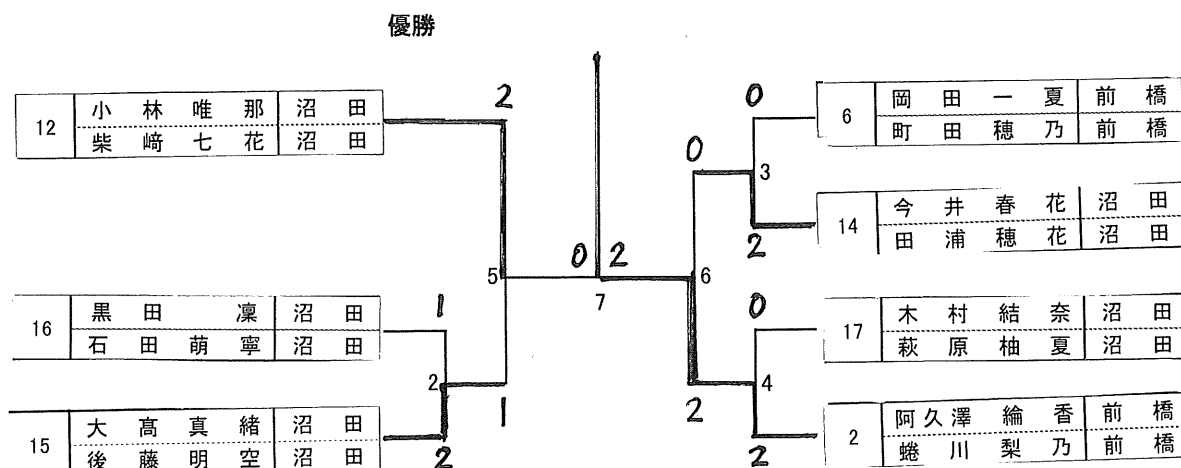 優勝
12 小林唯那 沼田
柴﨑七花 沼田
2
16 黒田凜 沼田
石田萌寧 沼田
1
15 大髙真緒 沼田
後藤明空 沼田
2
2
1
5
0 2
7
6 岡田一夏 前橋
町田穂乃 前橋
0
14 今井春花 沼田
田浦穂花 沼田
2
3
0
17 木村結奈 沼田
萩原柚夏 沼田
0
2 阿久澤綸香 前橋
蜷川梨乃 前橋
2
4
2
6